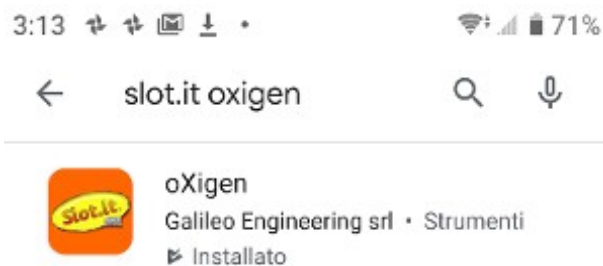 3:13 71%
slot.it oxigen
Slot.it
oXigen
Galileo Engineering srl • Strumenti
Installato